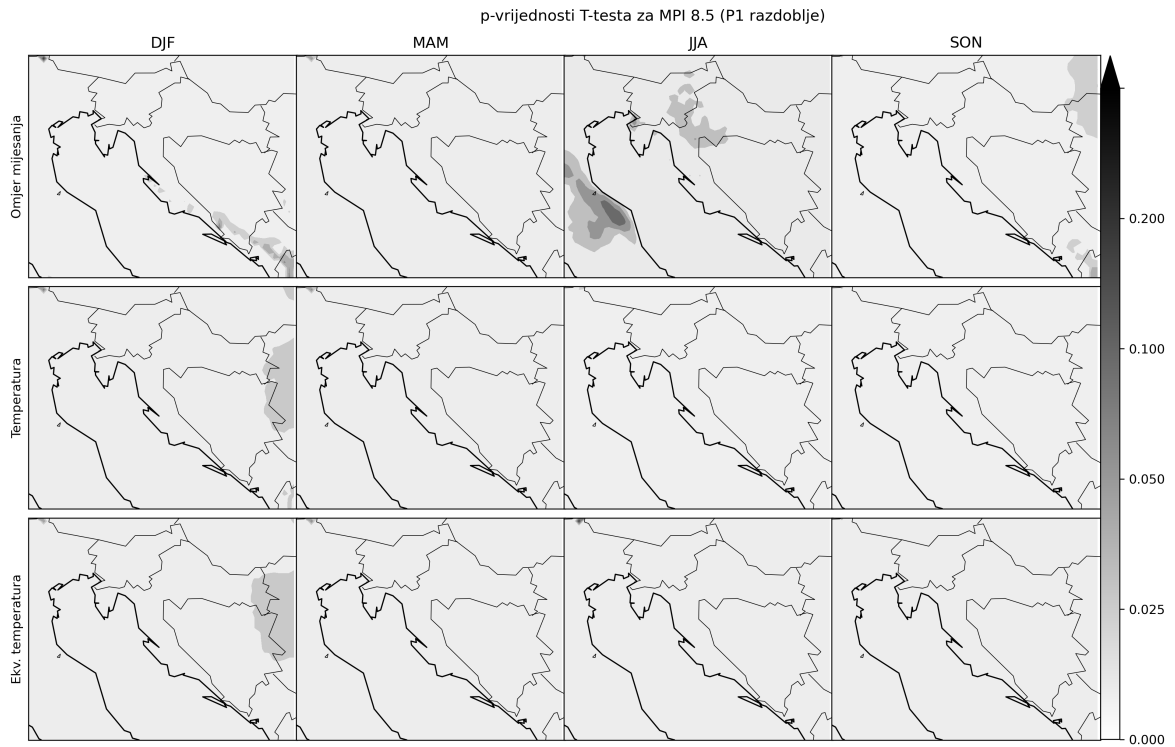 p-vrijednosti T-testa za MPI 8.5 (P1 razdoblje)
DJF
MAM
JJA
SON
Omjer mijesanja
Temperatura
Ekv. temperatura
0.200
0.100
0.050
0.025
0.000